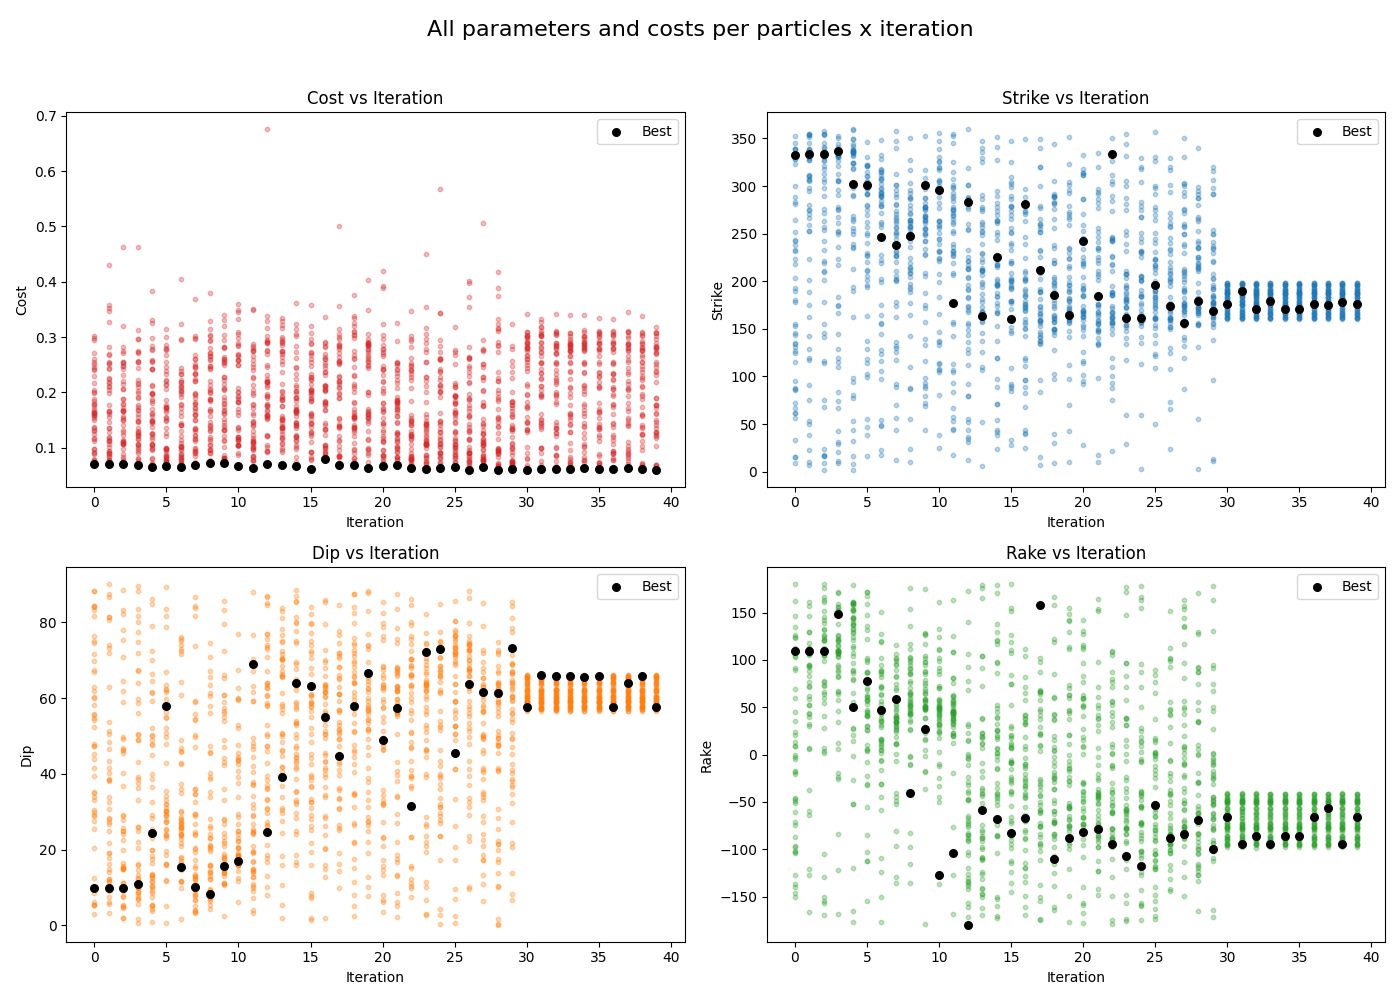 All parameters and costs per particles x iteration
Cost vs Iteration
Best
0.7
0.6
0.5
0.4
0.3
0.2
0.1
Cost
0 5 10 15 20 25 30 35 40
Iteration
Strike vs Iteration
Best
350
300
250
200
150
100
50
0
Strike
0 5 10 15 20 25 30 35 40
Iteration
Dip vs Iteration
Best
80
60
40
20
0
Dip
0 5 10 15 20 25 30 35 40
Iteration
Rake vs Iteration
Best
150
100
50
0
−50
−100
−150
Rake
0 5 10 15 20 25 30 35 40
Iteration